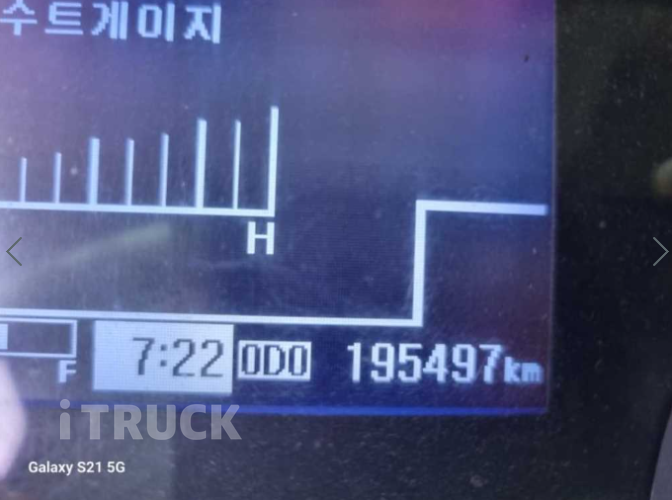 수트게이지
H
F 7:22 ODO 195497km
iTRUCK
Galaxy S21 5G